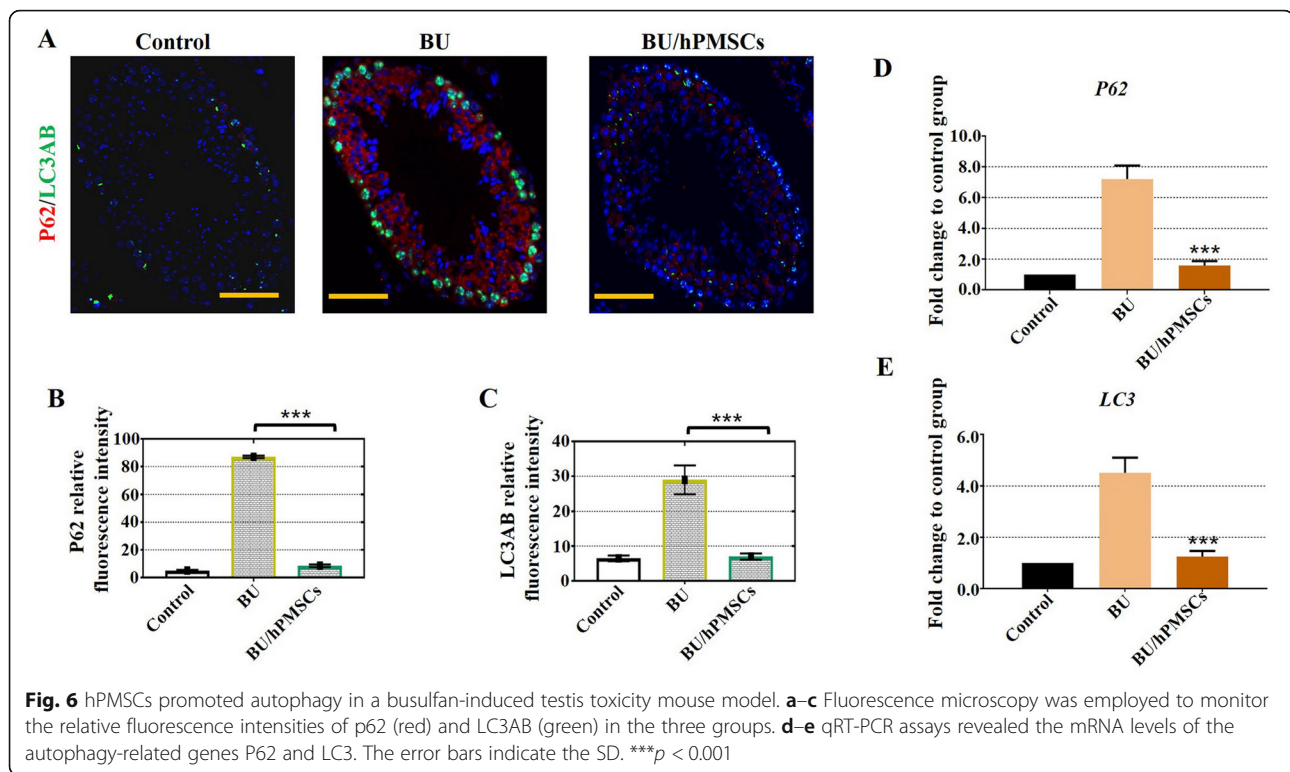 A
Control
BU
BU/hPMSCs
P62/LC3AB
B
P62 relative
fluorescence intensity
100
80
60
40
20
0
***
Control
BU
BU/hPMSCs
C
LC3AB relative
fluorescence intensity
40
30
20
10
0
***
Control
BU
BU/hPMSCs
D
P62
Fold change to control group
10.0
8.0
6.0
4.0
2.0
0.0
***
Control
BU
BU/hPMSCs
E
LC3
Fold change to control group
6.0
4.0
2.0
0.0
***
Control
BU
BU/hPMSCs
Fig. 6 hPMSCs promoted autophagy in a busulfan-induced testis toxicity mouse model. a–c Fluorescence microscopy was employed to monitor
the relative fluorescence intensities of p62 (red) and LC3AB (green) in the three groups. d–e qRT-PCR assays revealed the mRNA levels of the
autophagy-related genes P62 and LC3. The error bars indicate the SD. ***p < 0.001